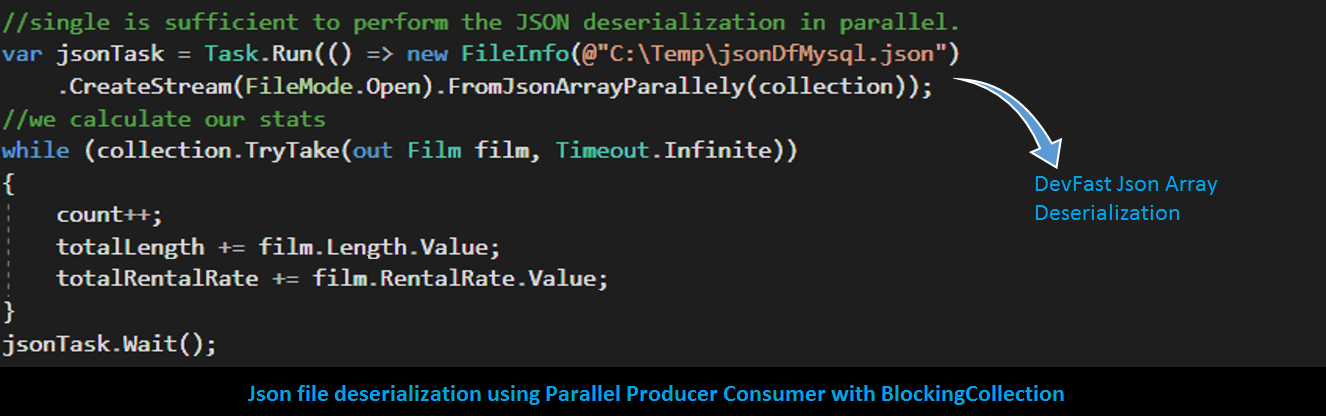 //single is sufficient to perform the JSON deserialization in parallel.
var jsonTask = Task.Run(() => new FileInfo(@"C:\Temp\jsonDfMysql.json")
.CreateStream(FileMode.Open).FromJsonArrayParallely(collection));
//we calculate our stats
while (collection.TryTake(out Film film, Timeout.Infinite))
{
count++;
totalLength += film.Length.Value;
totalRentalRate += film.RentalRate.Value;
}
jsonTask.Wait();
DevFast Json Array
Deserialization
Json file deserialization using Parallel Producer Consumer with BlockingCollection